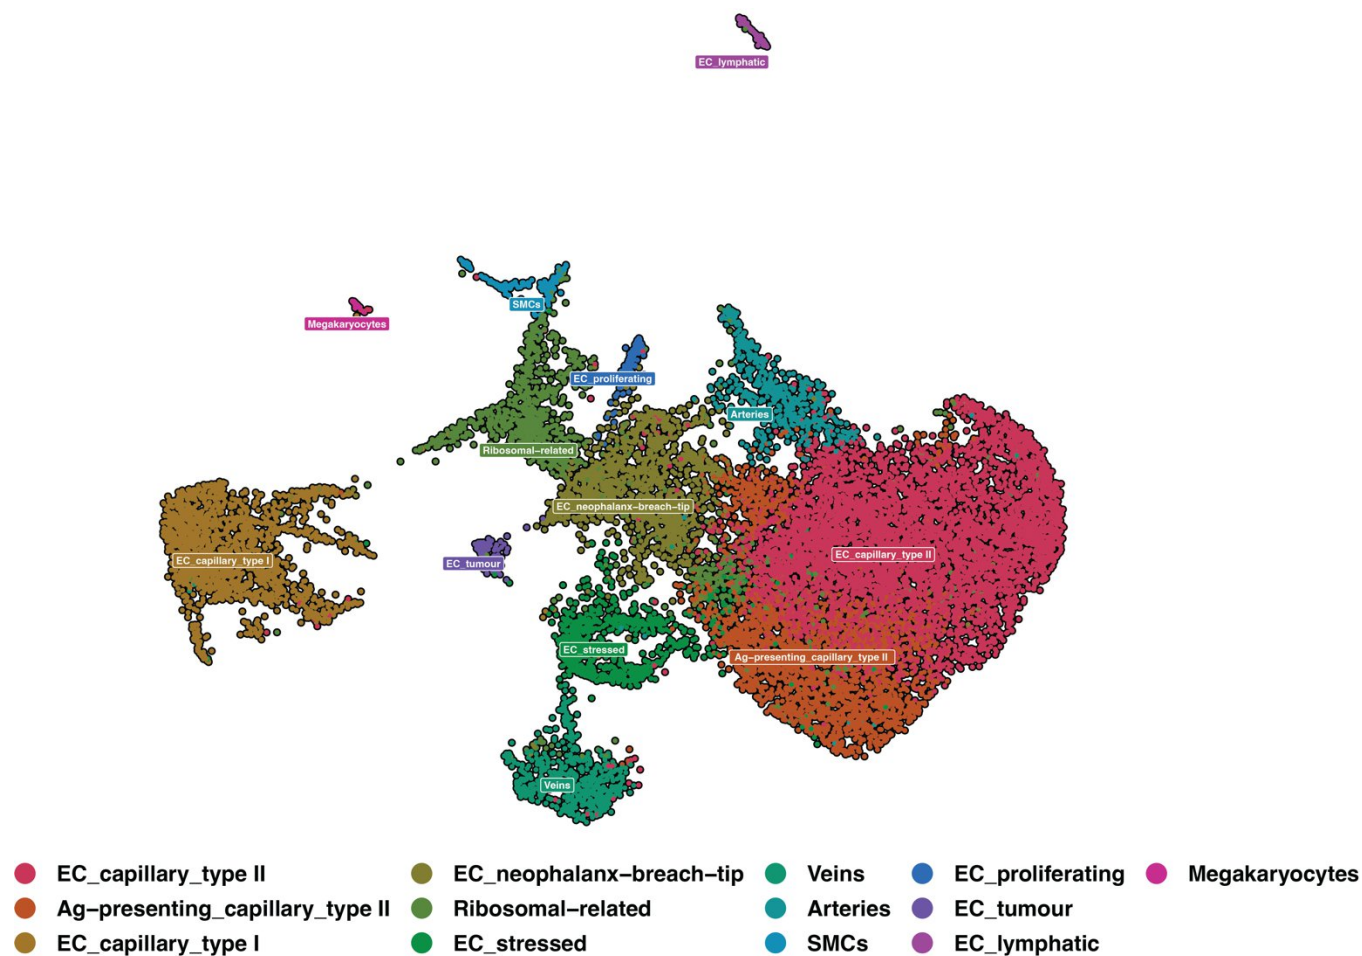 EC_lymphatic
SMCs
Megakaryocytes
EC_proliferating
Arteries
Ribosomal−related
EC_neophalanx−breach−tip
EC_capillary_type II
EC_capillary_type I
EC_tumour
EC_stressed
Ag−presenting_capillary_type II
Veins
EC_capillary_type II EC_neophalanx−breach−tip Veins EC_proliferating Megakaryocytes
Ag−presenting_capillary_type II Ribosomal−related Arteries EC_tumour
EC_capillary_type I EC_stressed SMCs EC_lymphatic